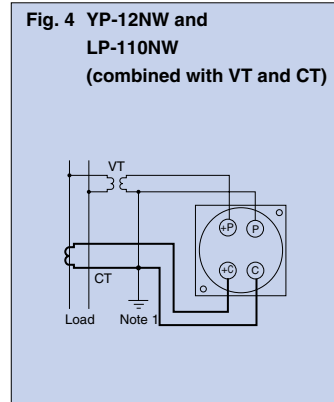 Fig. 4 YP-12NW and
LP-110NW
(combined with VT and CT)
VT
+P P
+C C
CT
Load Note 1